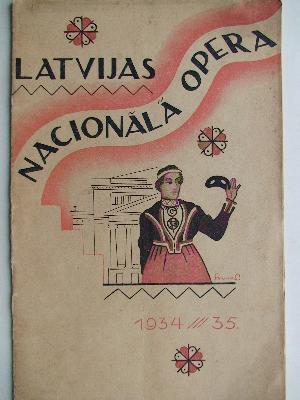 LATVIJAS
NACIONĀLĀ OPERA
1934 /// 35.